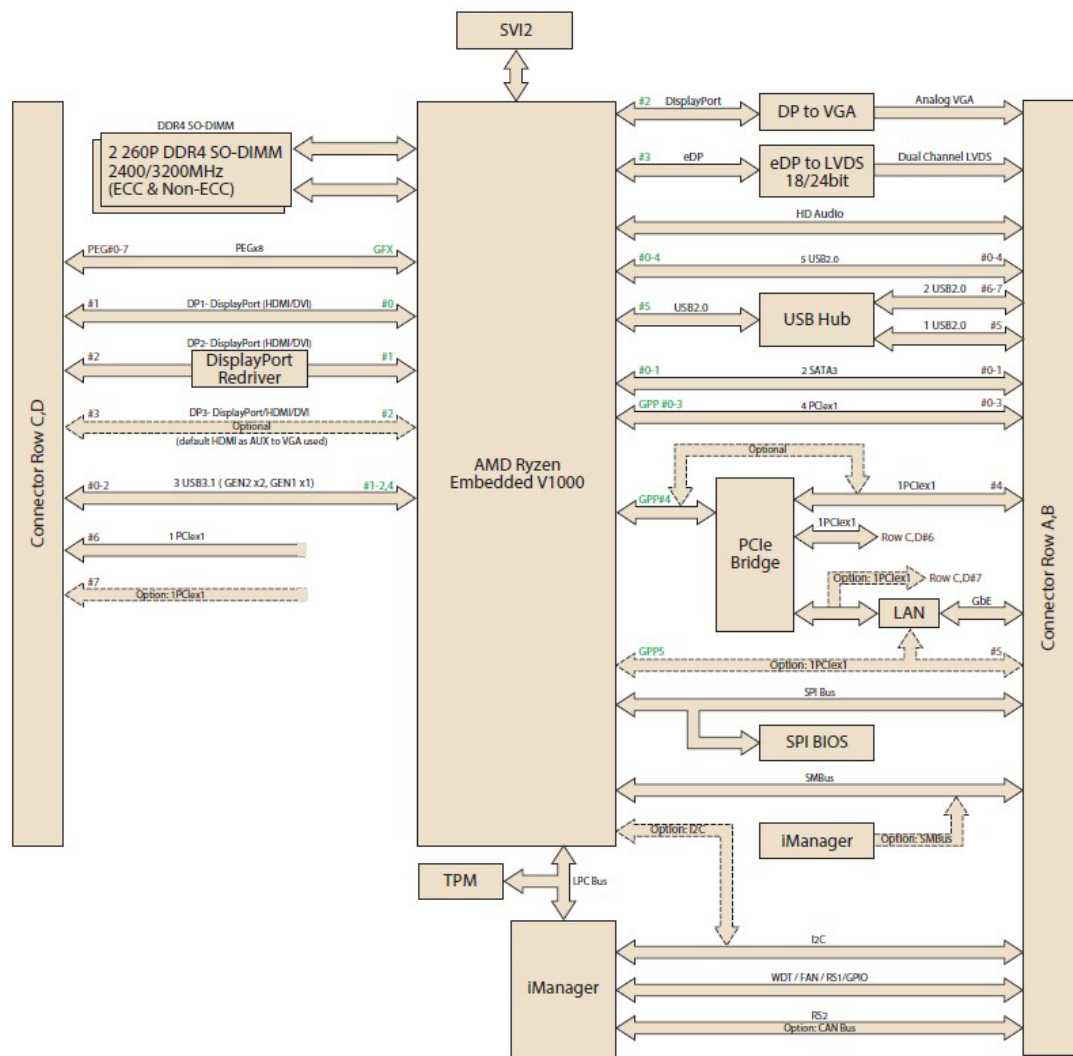 SVI2
Connector Row C,D
DDR4 SO-DIMM
2 260P DDR4 SO-DIMM
2400/3200MHz
(ECC & Non-ECC)
PEG#0-7 PEGx8 GFX
#1 DP1- DisplayPort (HDMI/DVI) #0
DP2- DisplayPort (HDMI/DVI)
#2 DisplayPort #1
Redriver
#3 DP3- DisplayPort/HDMI/DVI #2
Optional
(default HDMI as AUX to VGA used)
#0-2 3 USB3.1 ( GEN2 x2, GEN1 x1) #1-2,4
#6 1 PCIex1
#7
Option: 1PCIex1
AMD Ryzen
Embedded V1000
TPM
LPC Bus
iManager
#2 DisplayPort
DP to VGA
Analog VGA
#3 eDP
eDP to LVDS
18/24bit
Dual Channel LVDS
HD Audio
#0-4 5 USB2.0 #0-4
#5 USB2.0
USB Hub
2 USB2.0 #6-7
1 USB2.0 #5
#0-1 2 SATA3 #0-1
GPP #0-3 4 PCIex1 #0-3
Optional
GPP#4
PCIe
Bridge
1PCIex1 #4
1PCIex1
Row C,D#6
Option: 1PCIex1 Row C,D#7
LAN
GbE
GPP5 #5
Option: 1PCIex1
SPI Bus
SPI BIOS
SMBus
Option: I2C
iManager
Option: SMBus
I2C
WDT / FAN / RS1/GPIO
RS2
Option: CAN Bus
Connector Row A,B